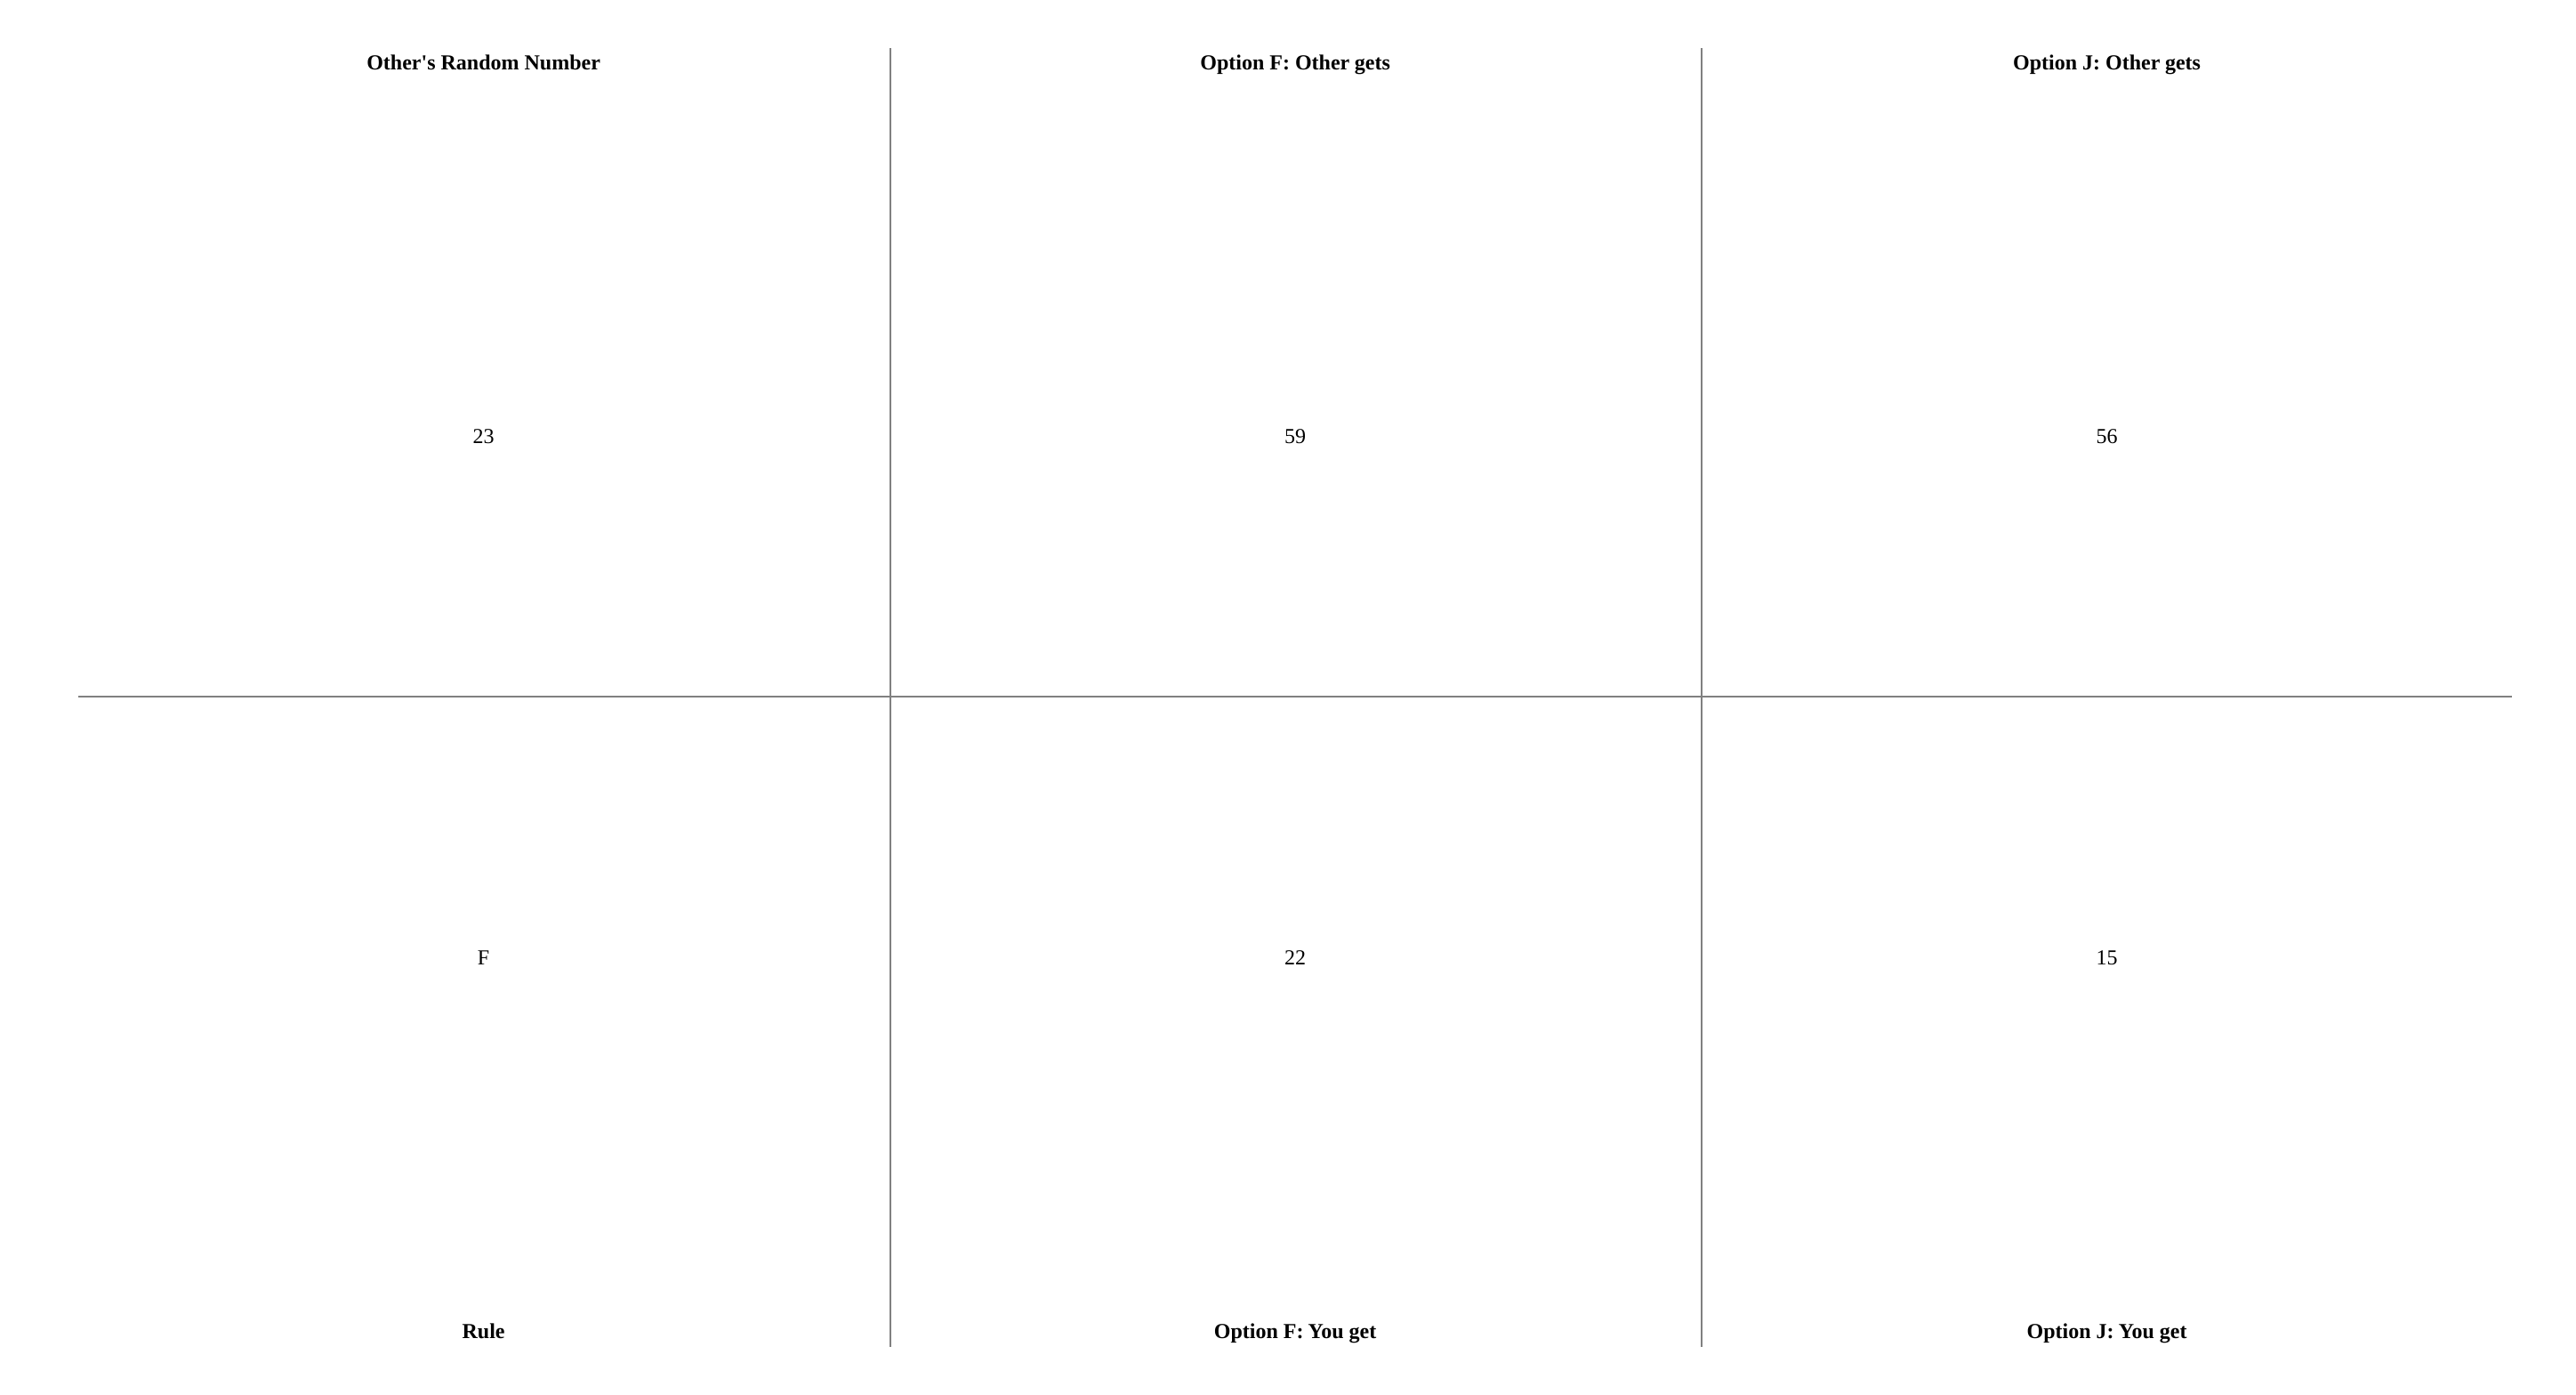 Other's Random Number
Option F: Other gets
Option J: Other gets
23
59
56
F
22
15
Rule
Option F: You get
Option J: You get